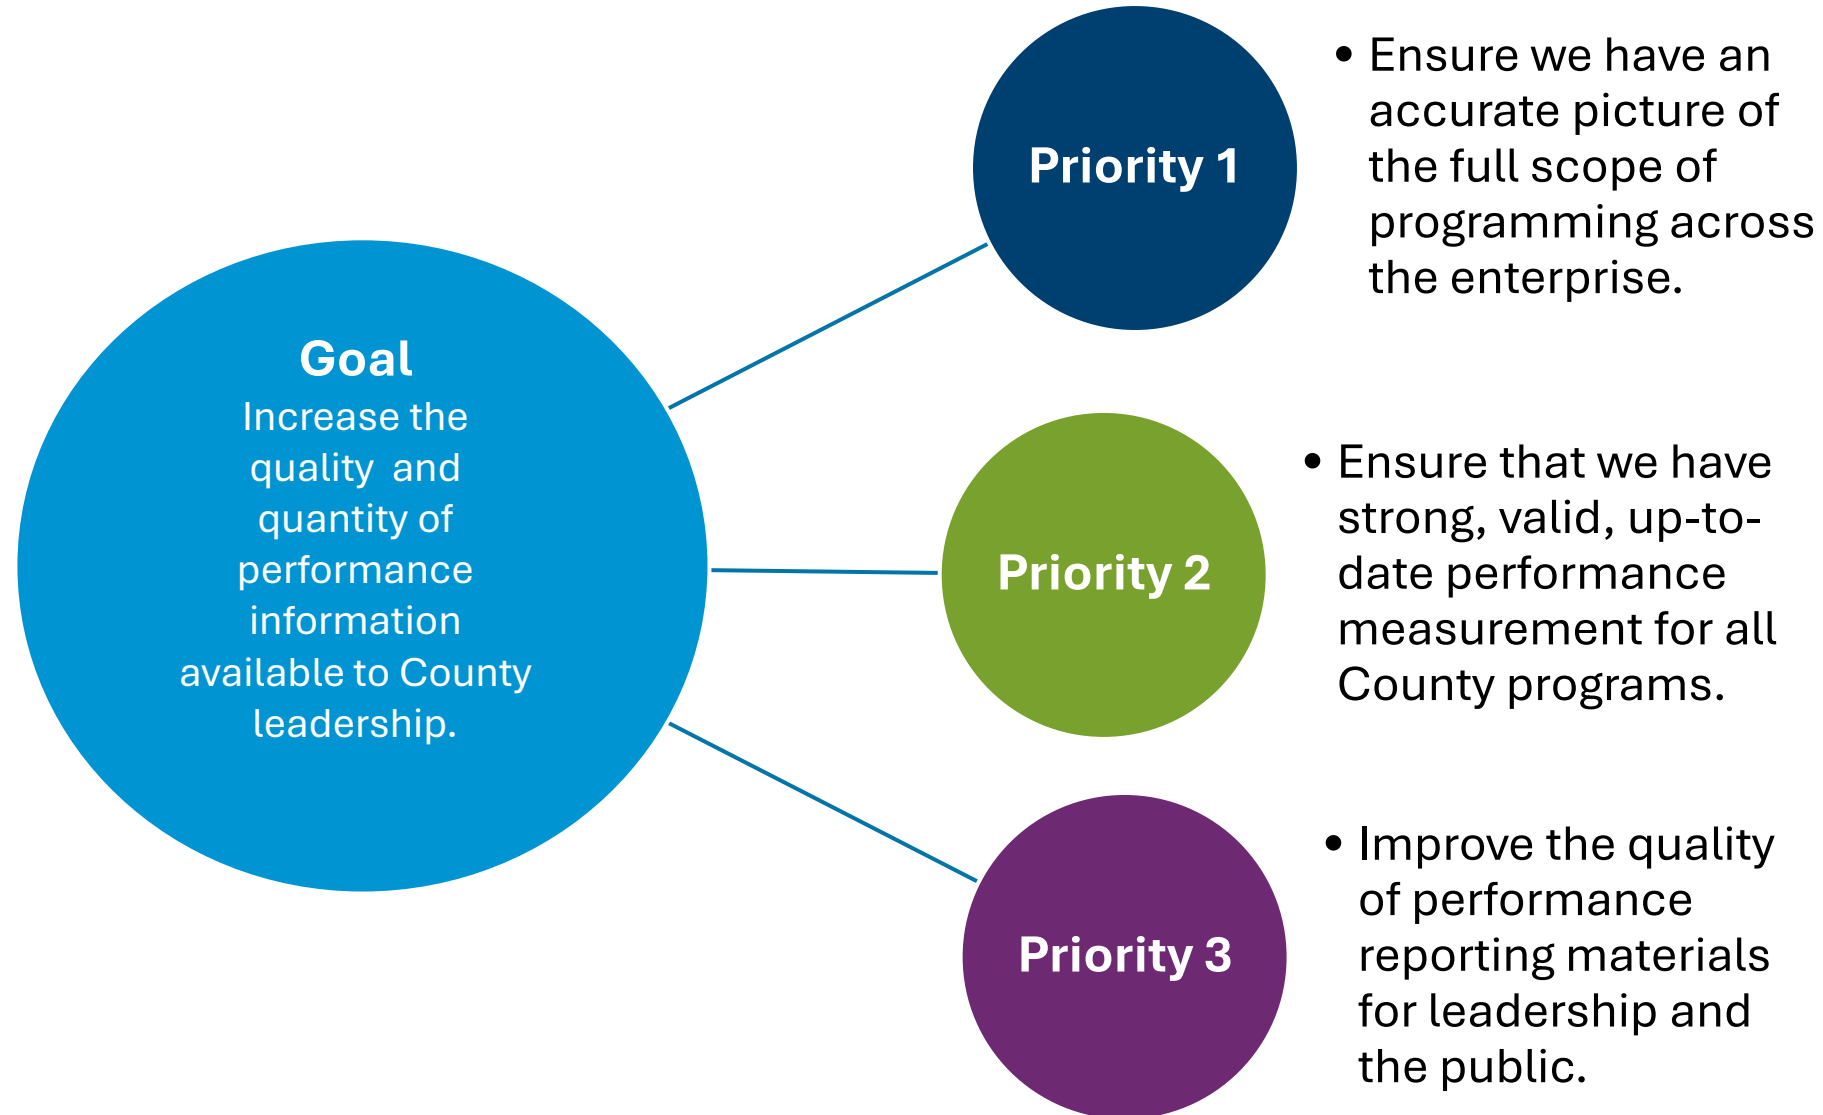 Goal
Increase the
quality  and
quantity of
performance
information
available to County
leadership.
Priority 1
• Ensure we have an
accurate picture of
the full scope of
programming across
the enterprise.
Priority 2
• Ensure that we have
strong, valid, up-to-
date performance
measurement for all
County programs.
Priority 3
• Improve the quality
of performance
reporting materials
for leadership and
the public.